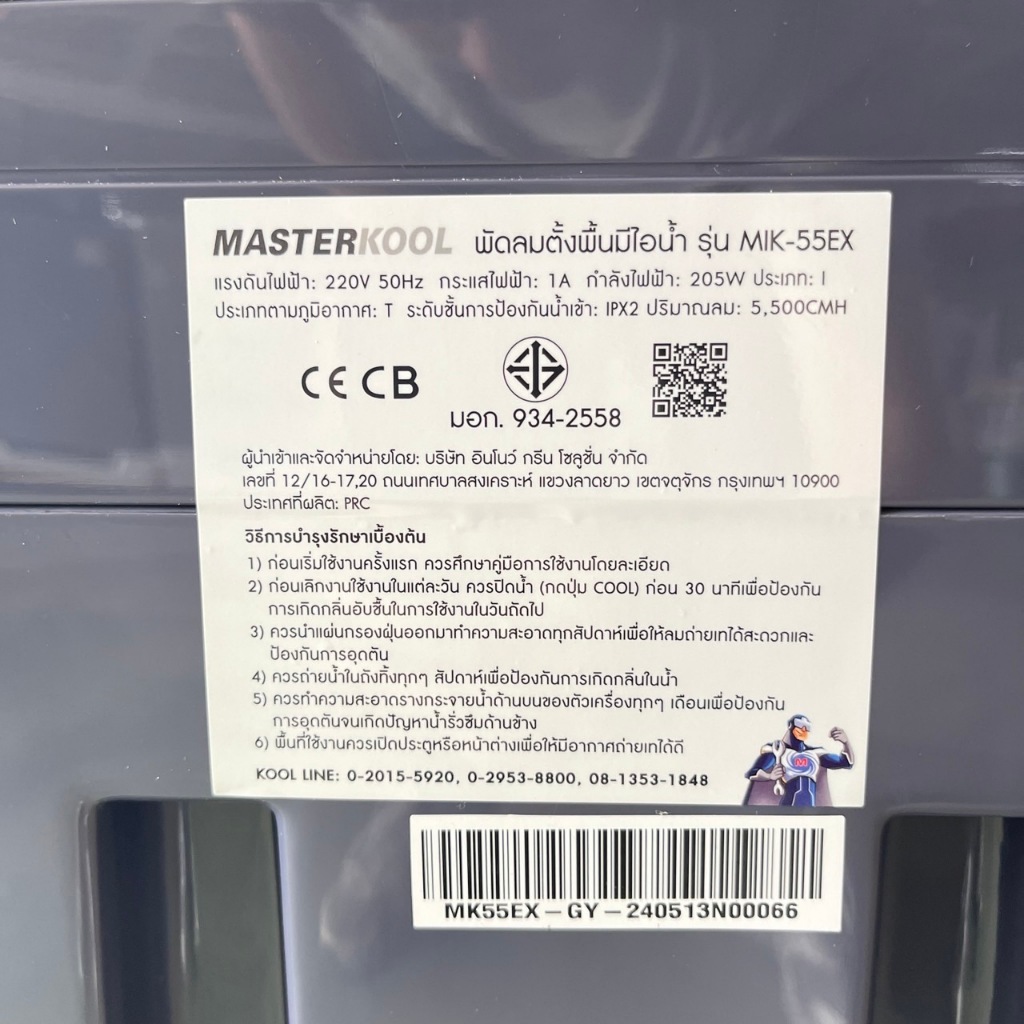 MASTERKOOL พัดลมตั้งพื้นมีไอน้ำ รุ่น MIK-55EX
แรงดันไฟฟ้า: 220V 50Hz กระแสไฟฟ้า: 1A กำลังไฟฟ้า: 205W ประเภท: I
ประเภทตามภูมิอากาศ: T ระดับชั้นการป้องกันน้ำเข้า: IPX2 ปริมาณลม: 5,500CMH
CE CB
มอก. 934-2558
ผู้นำเข้าและจัดจำหน่ายโดย: บริษัท อินโนว์ กรีน โซลูชั่น จำกัด
เลขที่ 12/16-17,20 ถนนเทศบาลสงเคราะห์ แขวงลาดยาว เขตจตุจักร กรุงเทพฯ 10900
ประเทศที่ผลิต: PRC
วิธีการบำรุงรักษาเบื้องต้น
1) ก่อนเริ่มใช้งานครั้งแรก ควรศึกษาคู่มือการใช้งานโดยละเอียด
2) ก่อนเลิกงานใช้งานในแต่ละวัน ควรปิดน้ำ (กดปุ่ม COOL) ก่อน 30 นาทีเพื่อป้องกัน
การเกิดกลิ่นอับชื้นในการใช้งานในวันถัดไป
3) ควรนำแผ่นกรองฝุ่นออกมาทำความสะอาดทุกสัปดาห์เพื่อให้ลมถ่ายเทได้สะดวกและ
ป้องกันการอุดตัน
4) ควรถ่ายน้ำในถังทิ้งทุกๆ สัปดาห์เพื่อป้องกันการเกิดกลิ่นในน้ำ
5) ควรทำความสะอาดรางกระจายน้ำด้านบนของตัวเครื่องทุกๆ เดือนเพื่อป้องกัน
การอุดตันจนเกิดปัญหาน้ำรั่วซึมด้านข้าง
6) พื้นที่ใช้งานควรเปิดประตูหรือหน้าต่างเพื่อให้มีอากาศถ่ายเทได้ดี
KOOL LINE: 0-2015-5920, 0-2953-8800, 08-1353-1848
M
MK55EX-GY-240513N00066